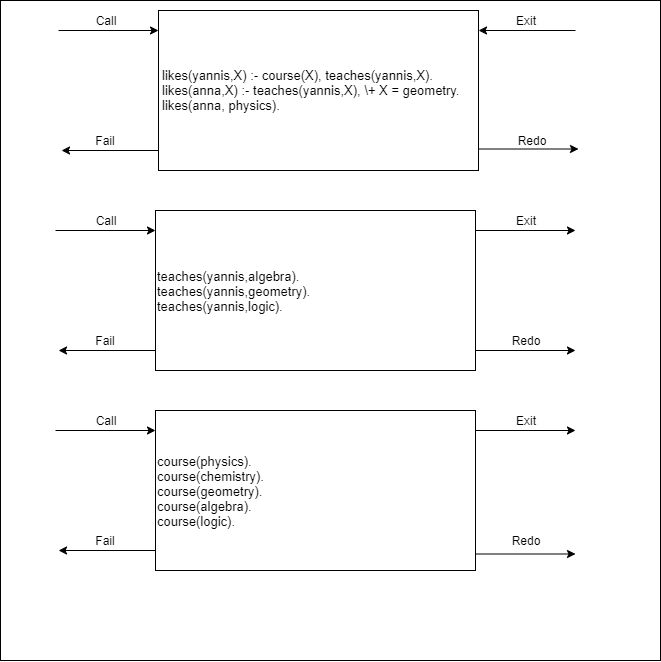 Call
Exit
likes(yannis,X) :- course(X), teaches(yannis,X).
likes(anna,X) :- teaches(yannis,X), \+ X = geometry.
likes(anna, physics).
Fail
Redo
Call
Exit
teaches(yannis,algebra).
teaches(yannis,geometry).
teaches(yannis,logic).
Fail
Redo
Call
Exit
course(physics).
course(chemistry).
course(geometry).
course(algebra).
course(logic).
Fail
Redo